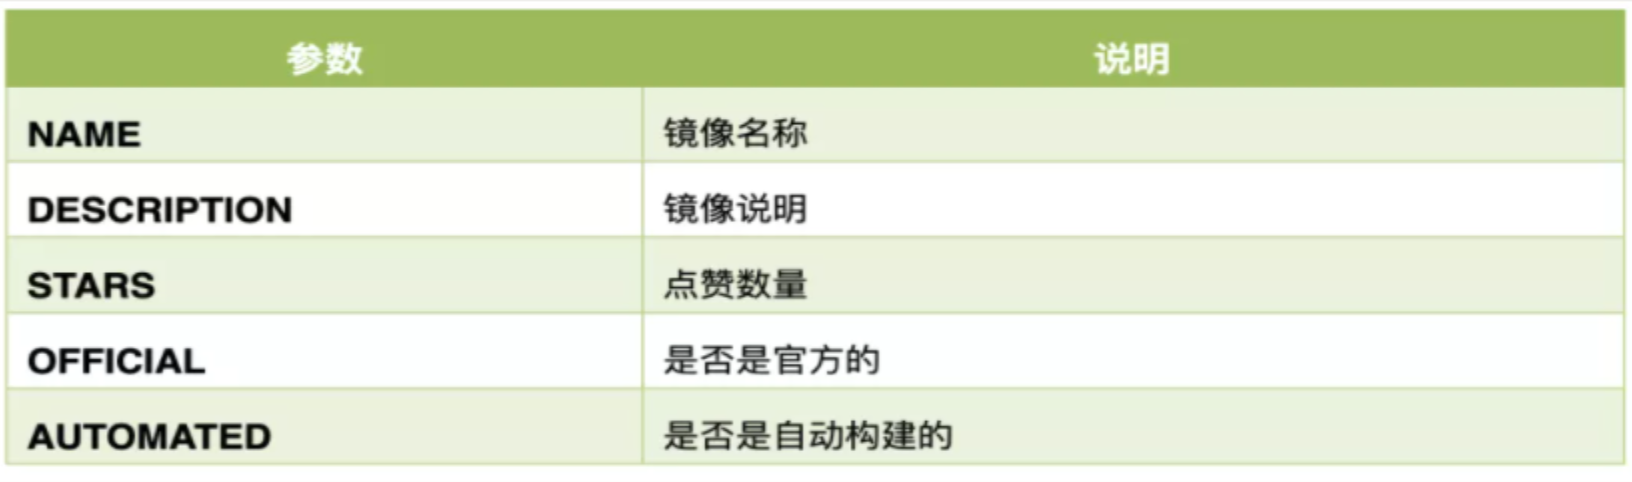 参数 说明
NAME 镜像名称
DESCRIPTION 镜像说明
STARS 点赞数量
OFFICIAL 是否是官方的
AUTOMATED 是否是自动构建的